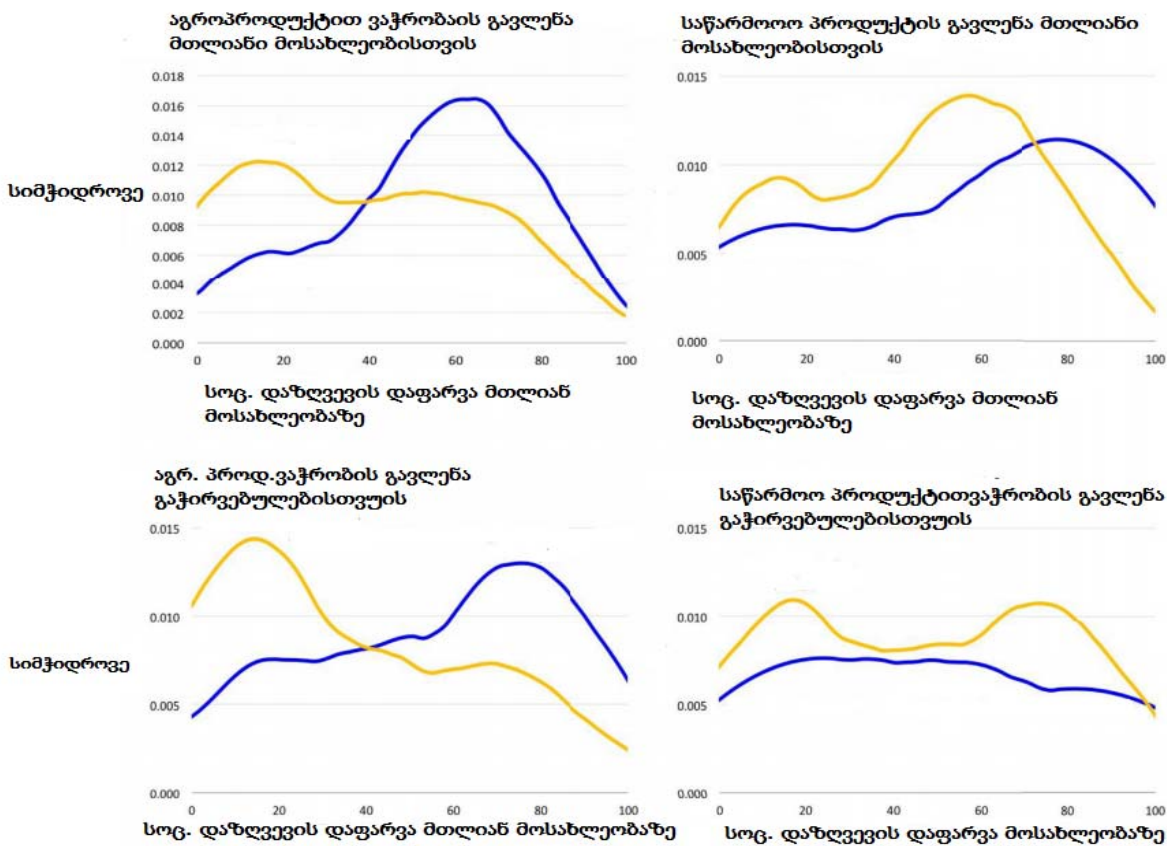 აგროპროდუქტით ვაჭრობაის გავლენა
მთლიანი მოსახლეობისთვის
საწარმოოო პროდუქტის გავლენა მთლიანი
მოსახლეობისთვის
0.018
0.016
0.014
0.012
0.010
0.008
0.006
0.004
0.002
0.000
0.015
0.010
0.005
0.000
სიმჭიდროვე
0 20 40 60 80 100
0 20 40 60 80 100
სოც. დაზღვევის დაფარვა მთლიან
მოსახლეობაზე
სოც. დაზღვევის დაფარვა მთლიან
მოსახლეობაზე
აგრ. პროდ.ვაჭრობის გავლენა
გაჭირვებულებისთვუის
საწარმოო პროდუქტითვაჭრობის გავლენა
გაჭირვებულებისთვუის
0.015
0.010
0.005
0.000
0.015
0.010
0.005
0.000
სიმჭიდროვე
0 20 40 60 80 100
0 20 40 60 80 100
სოც. დაზღვევის დაფარვა მთლიან მოსახლეობაზე
სოც. დაზღვევის დაფარვა მთლიან მოსახლეობაზე